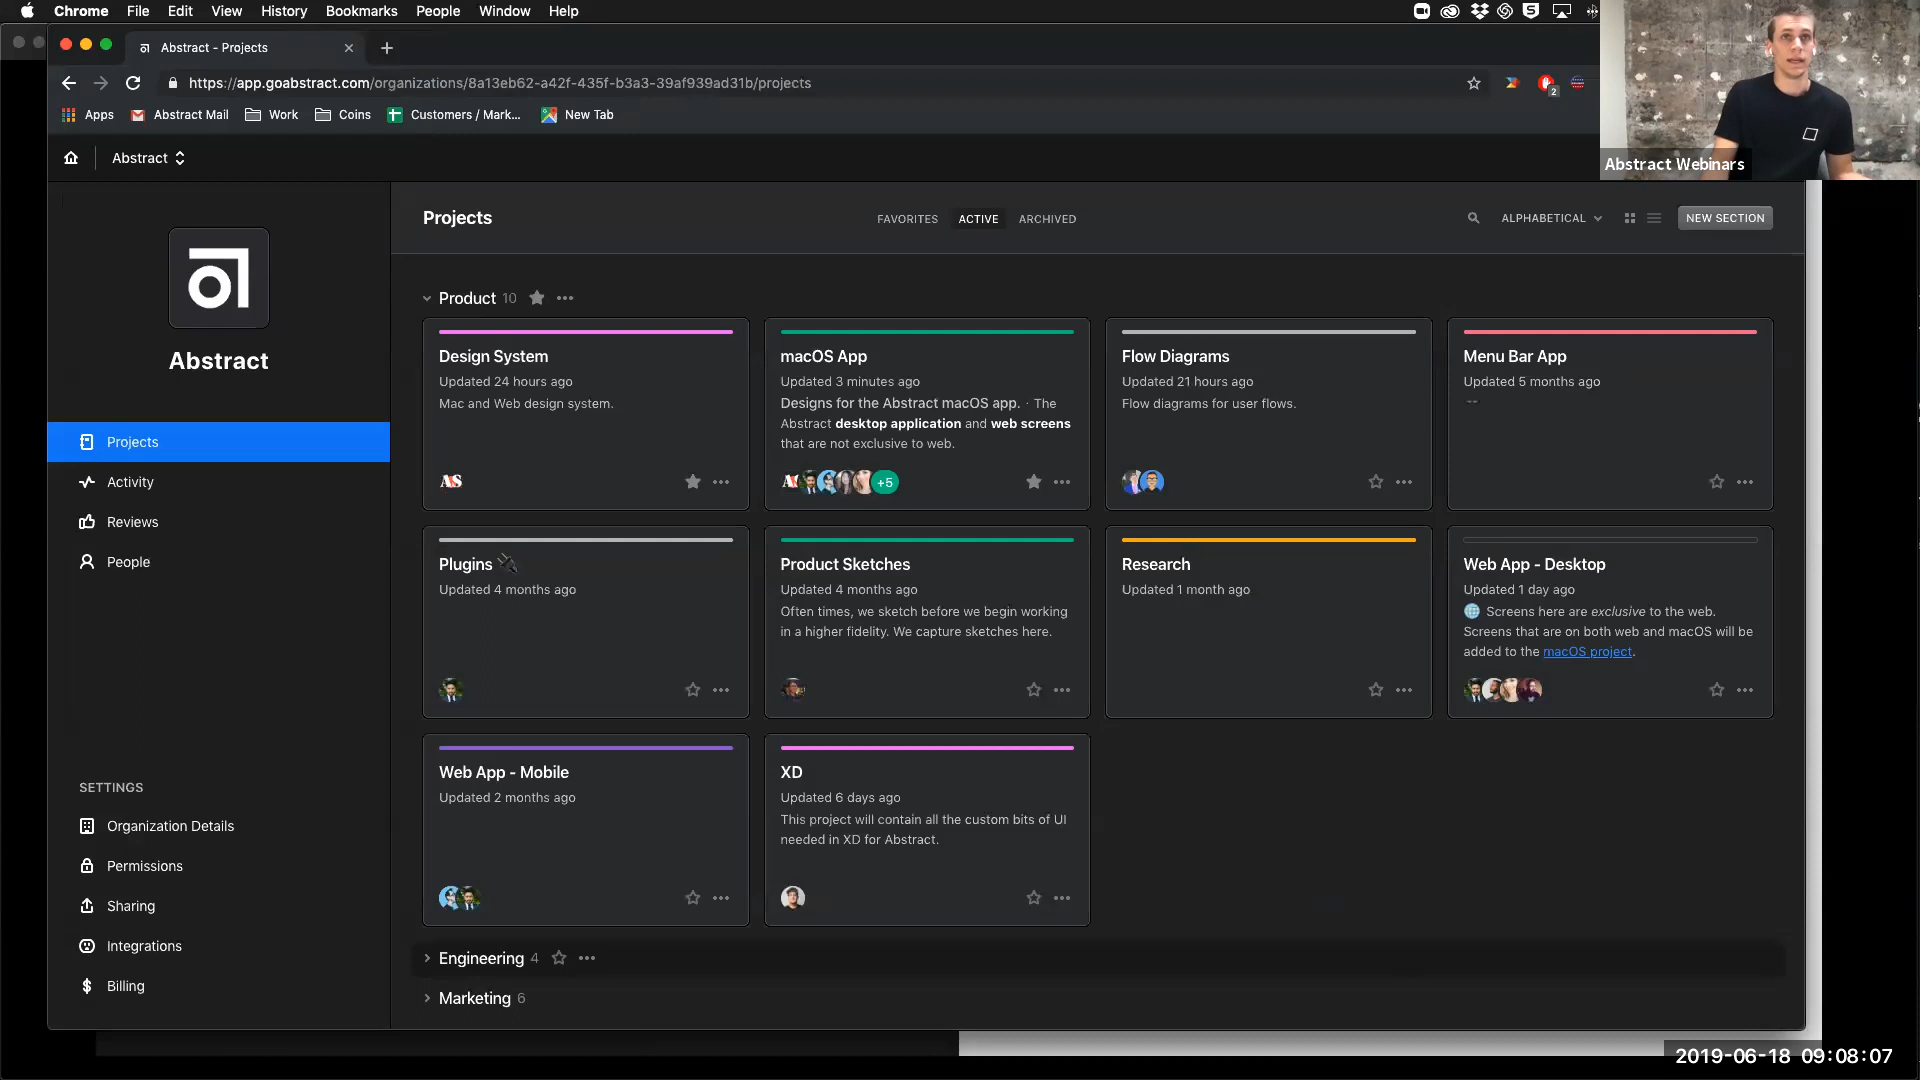 Chrome File Edit View History Bookmarks People Window Help
Abstract - Projects
https://app.goabstract.com/organizations/8a13eb62-a42f-435f-b3a3-39af939ad31b/projects
2
Apps Abstract Mail Work Coins Customers / Mark... New Tab
Abstract
Abstract Webinars
Abstract
Projects
Activity
Reviews
People
SETTINGS
Organization Details
Permissions
Sharing
Integrations
Billing
Projects FAVORITES ACTIVE ARCHIVED ALPHABETICAL NEW SECTION
Product 10
Design System
Updated 24 hours ago
Mac and Web design system.
macOS App
Updated 3 minutes ago
Designs for the Abstract macOS app. · The
Abstract desktop application and web screens
that are not exclusive to web.
+5
Flow Diagrams
Updated 21 hours ago
Flow diagrams for user flows.
Menu Bar App
Updated 5 months ago
--
Plugins 🔌
Updated 4 months ago
Product Sketches
Updated 4 months ago
Often times, we sketch before we begin working
in a higher fidelity. We capture sketches here.
Research
Updated 1 month ago
Web App - Desktop
Updated 1 day ago
🌐 Screens here are exclusive to the web.
Screens that are on both web and macOS will be
added to the macOS project.
Web App - Mobile
Updated 2 months ago
XD
Updated 6 days ago
This project will contain all the custom bits of UI
needed in XD for Abstract.
Engineering 4
Marketing 6
2019-06-18 09:08:07